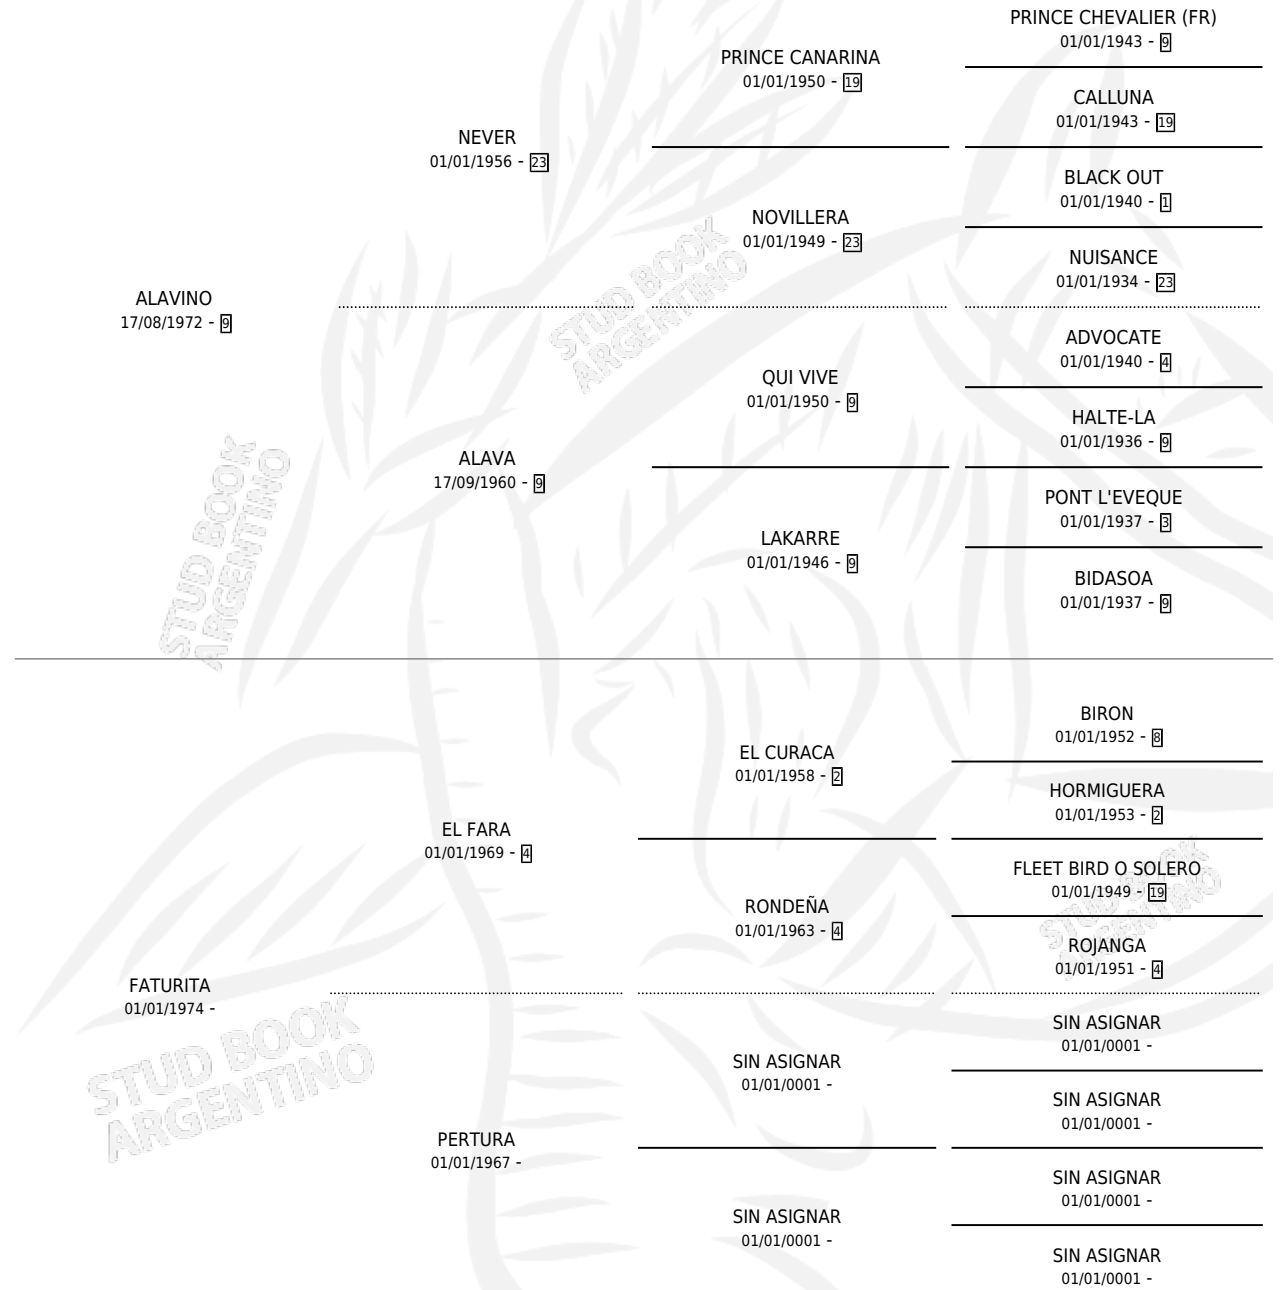 PRINCE CHEVALIER (FR)
01/01/1943 - 9
PRINCE CANARINA
01/01/1950 - 19
CALLUNA
01/01/1943 - 19
NEVER
01/01/1956 - 23
BLACK OUT
01/01/1940 - 1
NOVILLERA
01/01/1949 - 23
NUISANCE
01/01/1934 - 23
ALAVINO
17/08/1972 - 9
ADVOCATE
01/01/1940 - 4
QUI VIVE
01/01/1950 - 9
HALTE-LA
01/01/1936 - 9
ALAVA
17/09/1960 - 9
PONT L'EVEQUE
01/01/1937 - 3
LAKARRE
01/01/1946 - 9
BIDASOA
01/01/1937 - 9
STUD BOOK
ARGENTINO
STUD BOOK
ARGENTINO
BIRON
01/01/1952 - 8
EL CURACA
01/01/1958 - 2
HORMIGUERA
01/01/1953 - 2
EL FARA
01/01/1969 - 4
FLEET BIRD O SOLERO
01/01/1949 - 19
RONDEÑA
01/01/1963 - 4
ROJANGA
01/01/1951 - 4
FATURITA
01/01/1974 -
SIN ASIGNAR
01/01/0001 -
SIN ASIGNAR
01/01/0001 -
SIN ASIGNAR
01/01/0001 -
PERTURA
01/01/1967 -
SIN ASIGNAR
01/01/0001 -
SIN ASIGNAR
01/01/0001 -
SIN ASIGNAR
01/01/0001 -
STUD BOOK
ARGENTINO
STUD BOOK
ARGENTINO